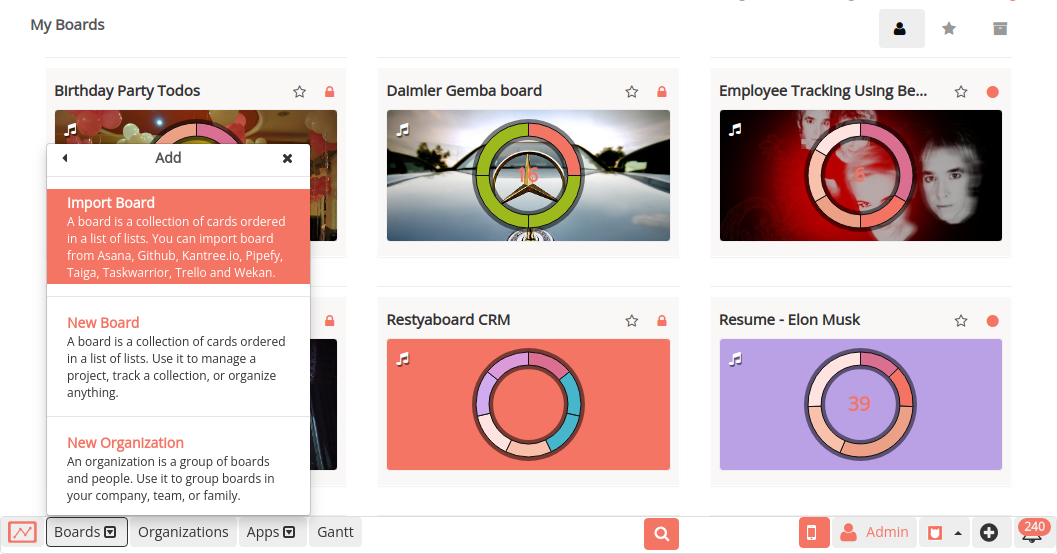 My Boards
Birthday Party Todos
Daimler Gemba board
Employee Tracking Using Be...
16
6
Add
Import Board
A board is a collection of cards ordered
in a list of lists. You can import board
from Asana, Github, Kantree.io, Pipefy,
Taiga, Taskwarrior, Trello and Wekan.
New Board
A board is a collection of cards ordered
in a list of lists. Use it to manage a
project, track a collection, or organize
anything.
New Organization
An organization is a group of boards
and people. Use it to group boards in
your company, team, or family.
Restyaboard CRM
Resume - Elon Musk
39
Boards
Organizations
Apps
Gantt
Admin
240